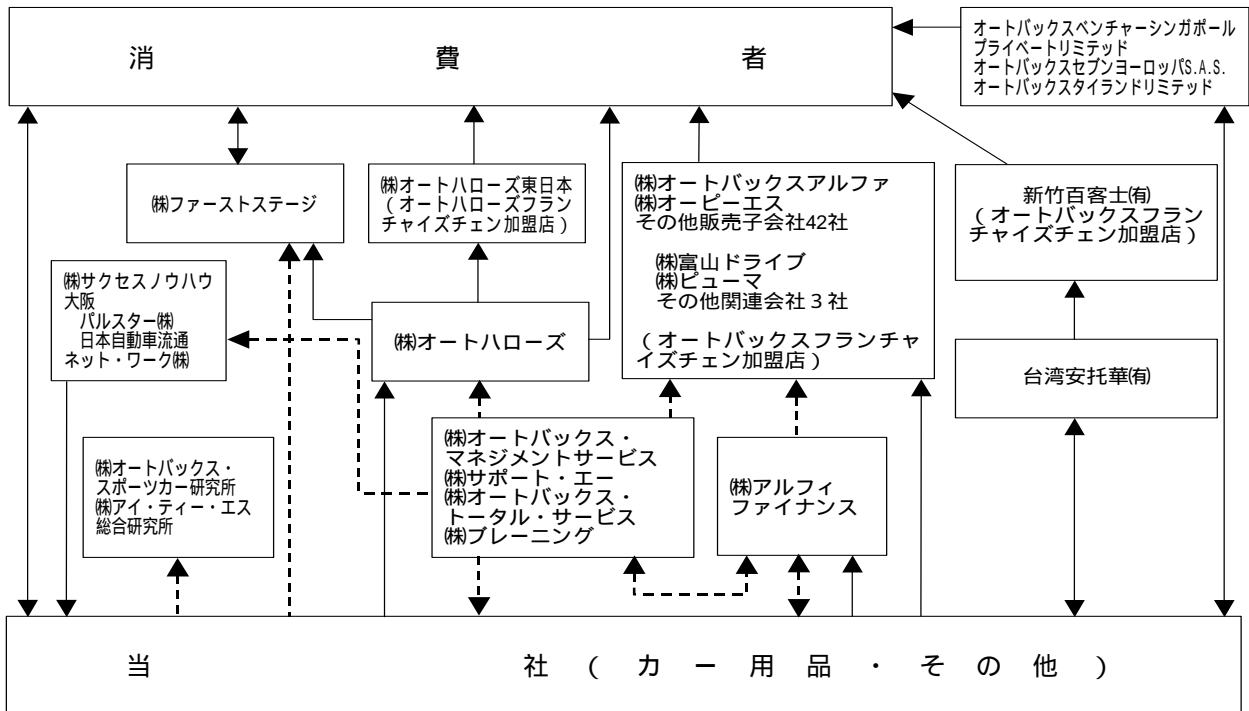 消費者
オートバックスベンチャーシンガポール
プライベートリミテッド
オートバックスセブンヨーロッパS.A.S.
オートバックスタイランドリミテッド
㈱ファーストステージ
㈱オートハローズ東日本
(オートハローズフラン
チャイズチェン加盟店)
㈱オートバックスアルファ
㈱オーピーエス
その他販売子会社42社
㈱富山ドライブ
㈱ピューマ
その他関連会社3社
(オートバックスフランチャ
イズチェン加盟店)
新竹百客士㈲
(オートバックスフラン
チャイズチェン加盟店)
㈱サクセスノウハウ
大阪
パルスター㈱
日本自動車流通
ネット・ワーク㈱
㈱オートハローズ
台湾安托華㈲
㈱オートバックス・
スポーツカー研究所
㈱アイ・ティー・エス
総合研究所
㈱オートバックス・
マネジメントサービス
㈱サポート・エー
㈱オートバックス・
トータル・サービス
㈱ブレーニング
㈱アルフィ
ファイナンス
当社(カー用品・その他)